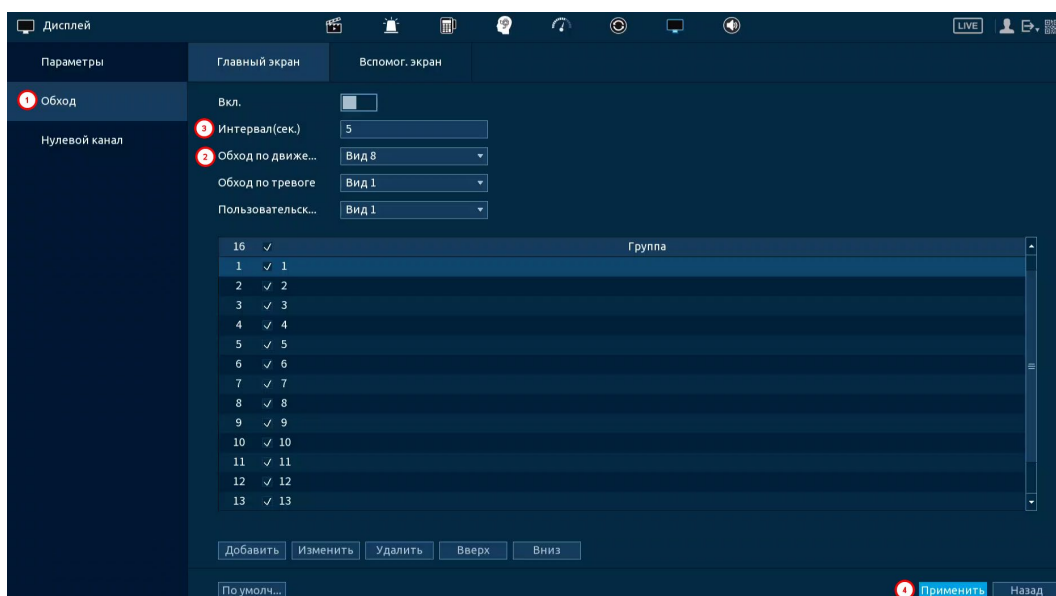 Дисплей LIVE
Параметры
1 Обход
Нулевой канал
Главный экран Вспомог. экран
Вкл.
3 Интервал(сек.) 5
2 Обход по движе... Вид 8
Обход по тревоге Вид 1
Пользовательск... Вид 1
16 Группа
1 1
2 2
3 3
4 4
5 5
6 6
7 7
8 8
9 9
10 10
11 11
12 12
13 13
Добавить Изменить Удалить Вверх Вниз
По умолч... 4 Применить Назад